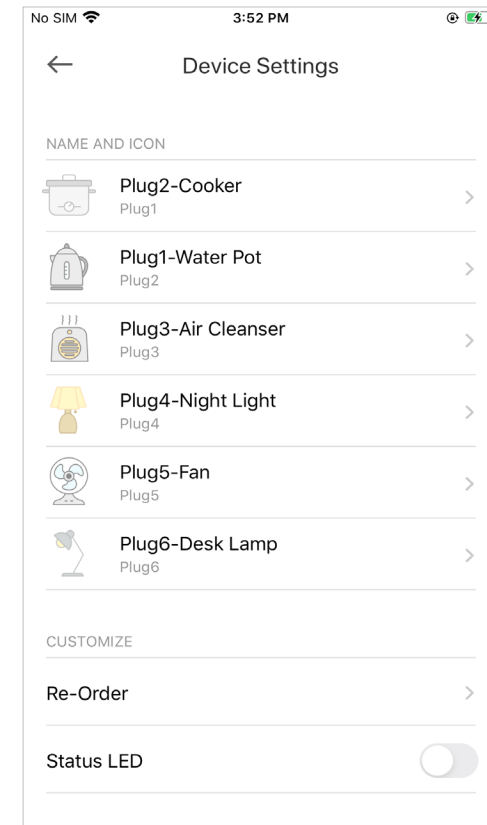 No SIM 3:52 PM
Device Settings
NAME AND ICON
Plug2-Cooker
Plug1
Plug1-Water Pot
Plug2
Plug3-Air Cleanser
Plug3
Plug4-Night Light
Plug4
Plug5-Fan
Plug5
Plug6-Desk Lamp
Plug6
CUSTOMIZE
Re-Order
Status LED